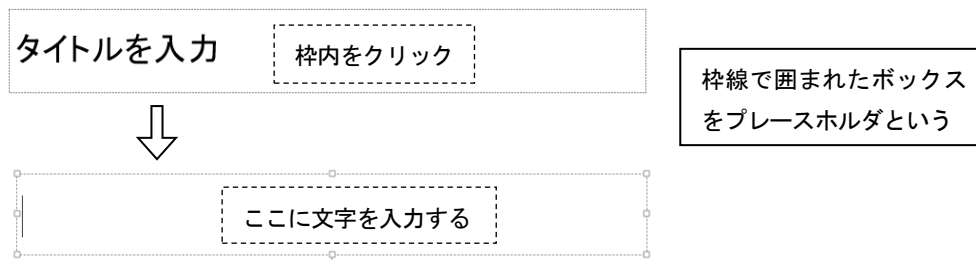 タイトルを入力
枠内をクリック
枠線で囲まれたボックス
をプレースホルダという
ここに文字を入力する